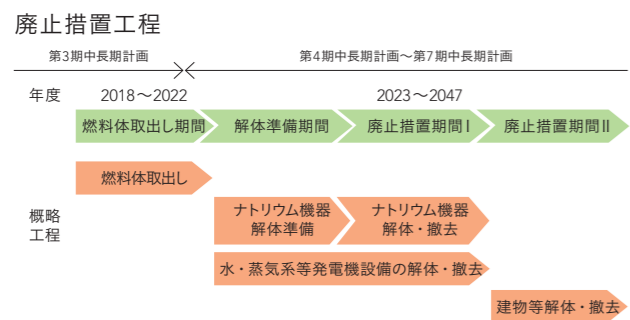 廃止措置工程
第3期中長期計画
第4期中長期計画～第7期中長期計画
年度
2018～2022
2023～2047
燃料体取出し期間
解体準備期間
廃止措置期間Ⅰ
廃止措置期間Ⅱ
概略
工程
燃料体取出し
ナトリウム機器
解体準備
ナトリウム機器
解体・撤去
水・蒸気系等発電機設備の解体・撤去
建物等解体・撤去